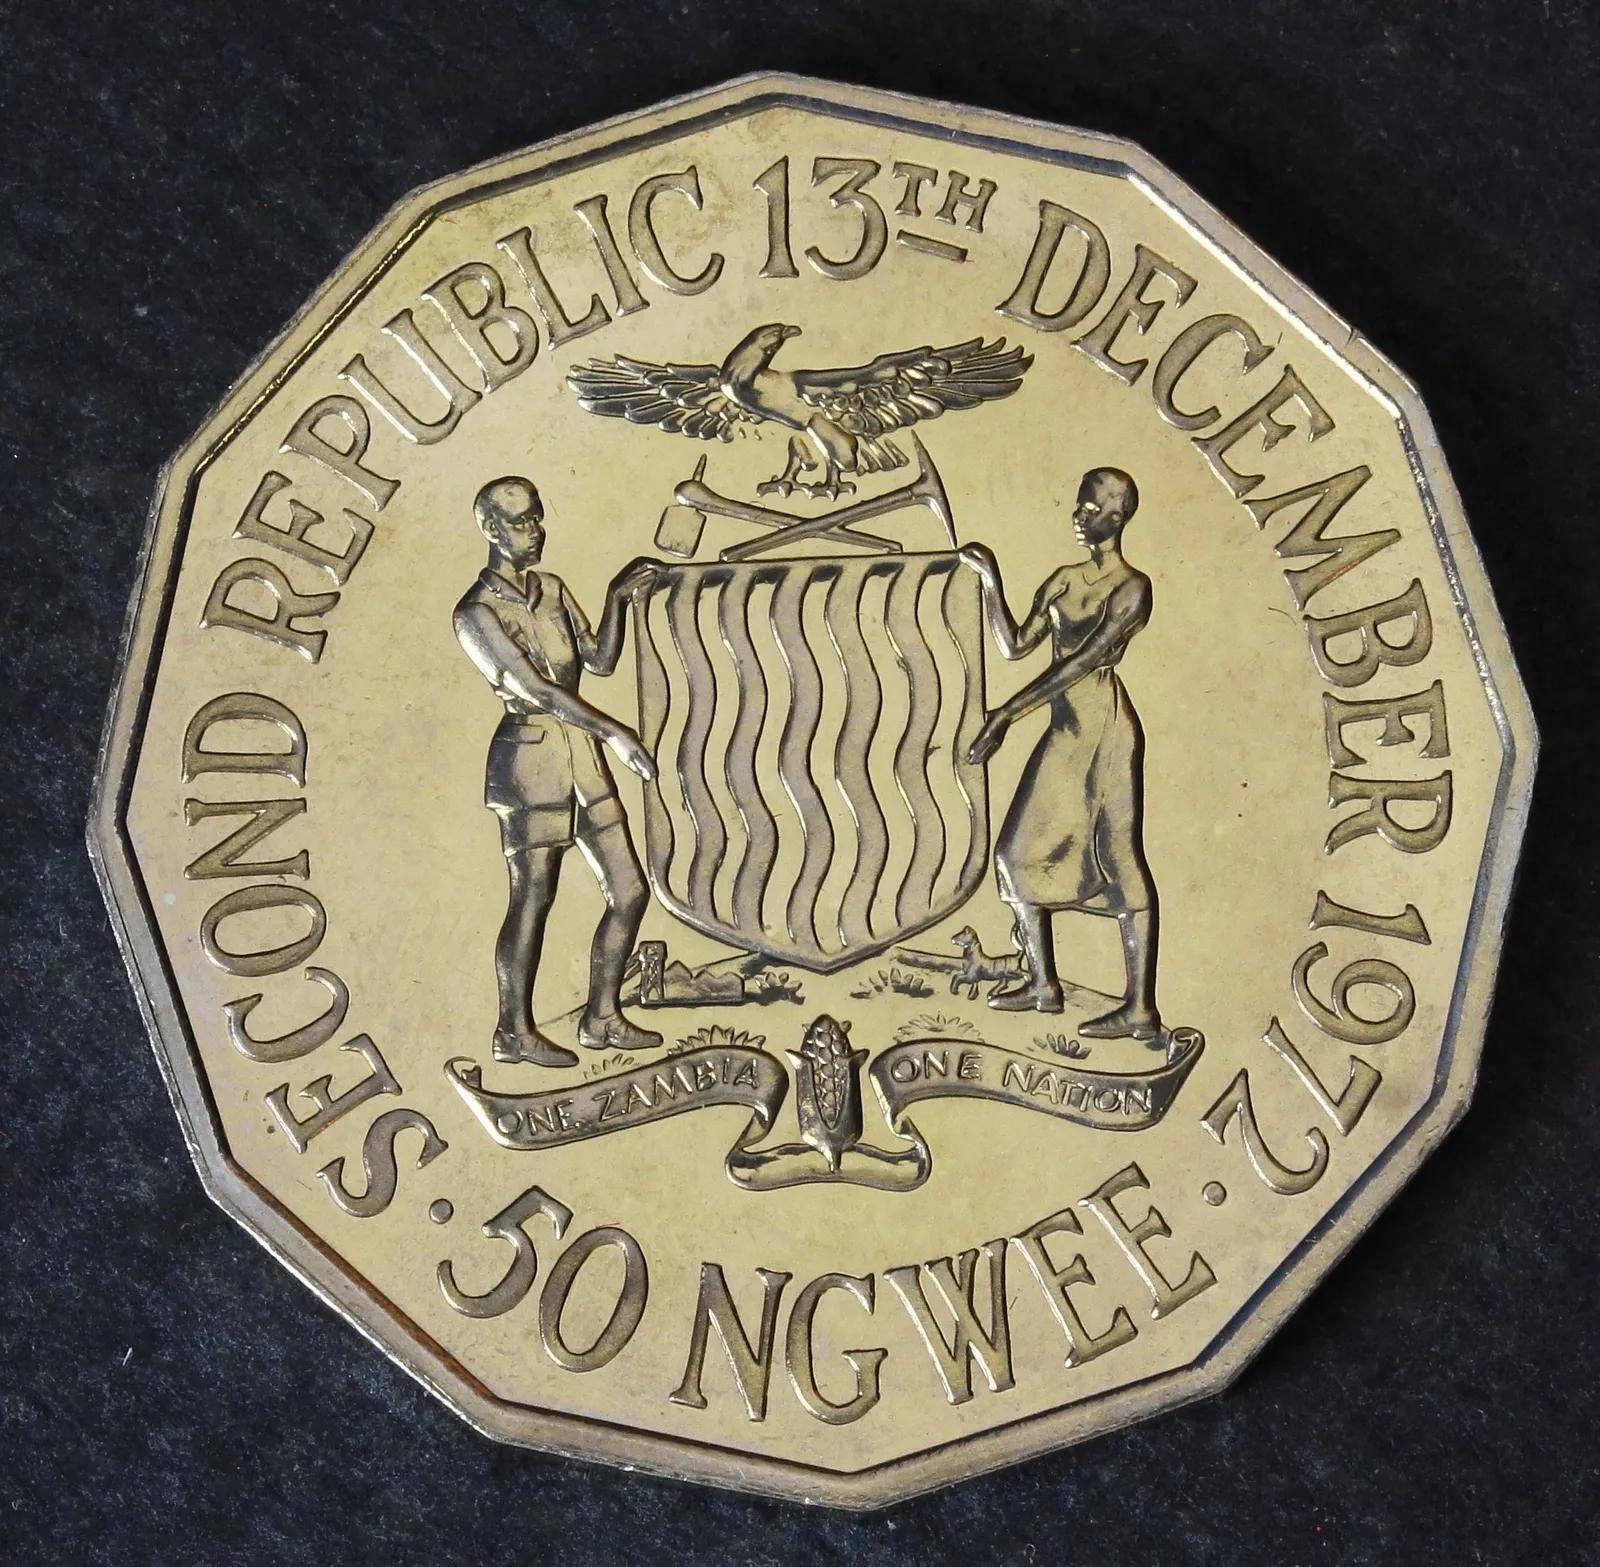 SECOND REPUBLIC 13TH DECEMBER 1972
· 50 NGWEE ·
ONE ZAMBIA ONE NATION